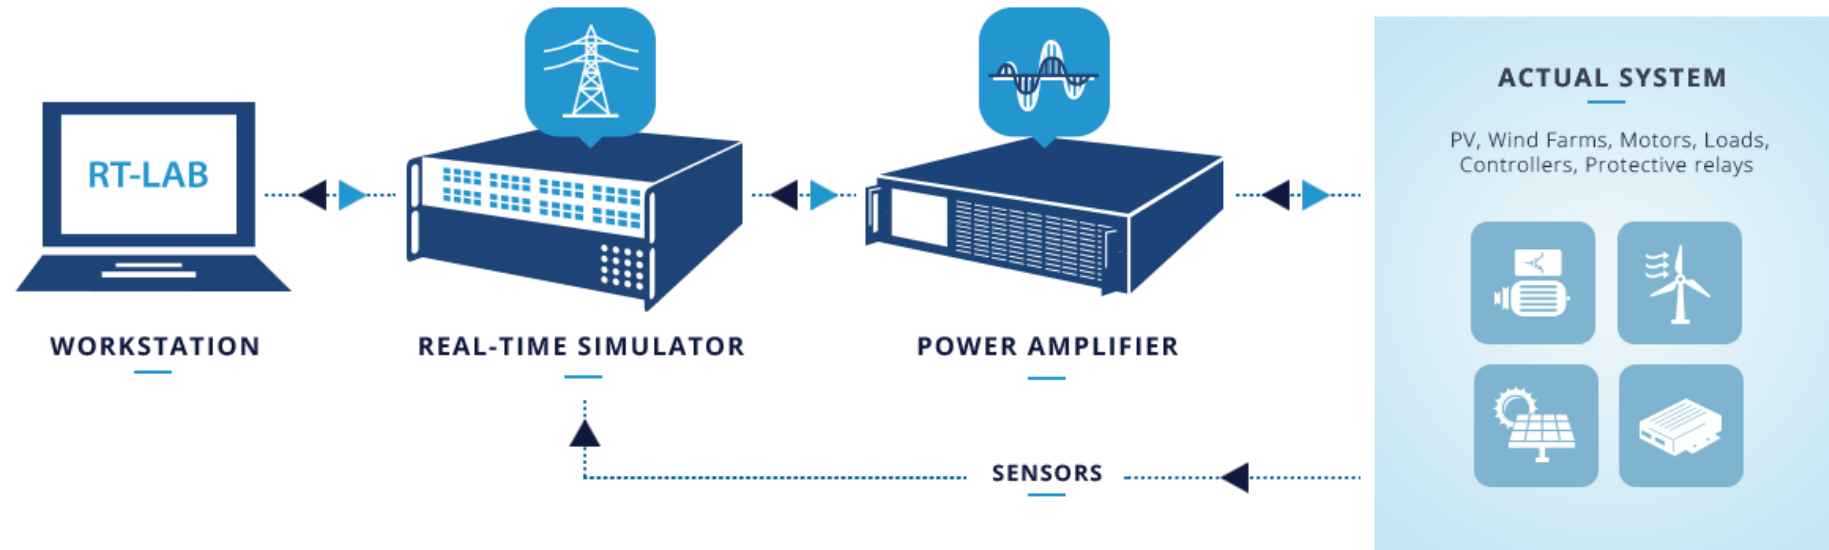 RT-LAB
WORKSTATION
REAL-TIME SIMULATOR
POWER AMPLIFIER
SENSORS
ACTUAL SYSTEM
PV, Wind Farms, Motors, Loads,
Controllers, Protective relays